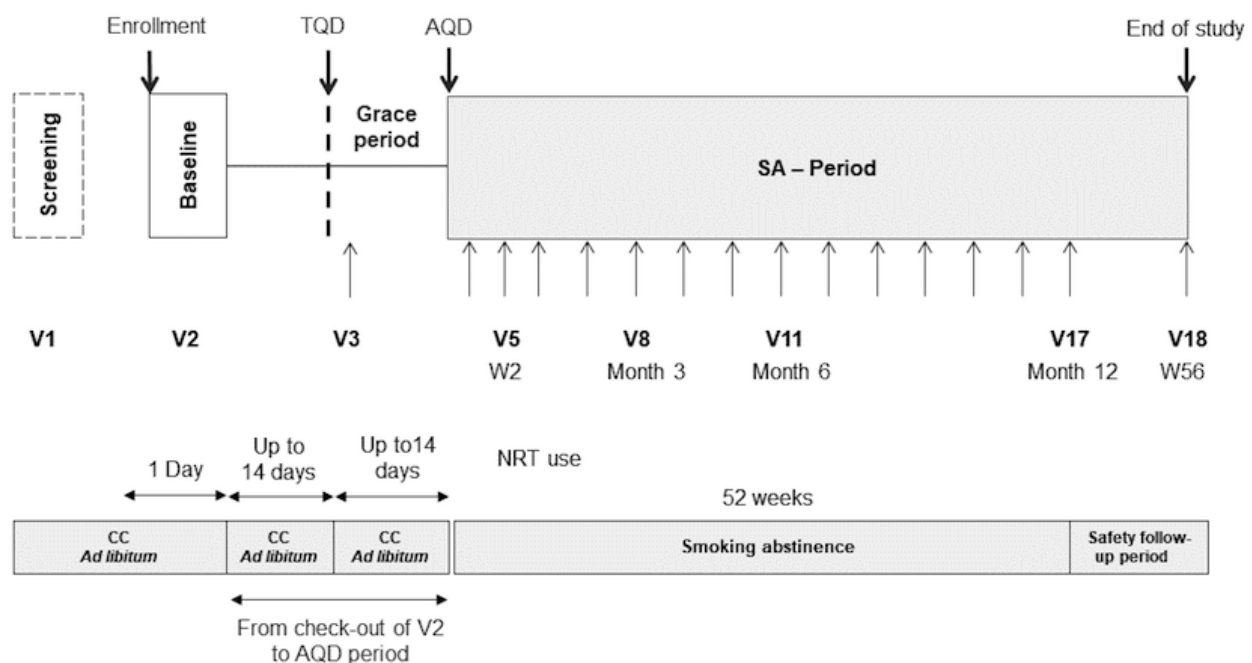 Enrollment
TQD
AQD
End of study
Screening
Baseline
Grace
period
SA – Period
V1
V2
V3
V5
W2
V8
Month 3
V11
Month 6
V17
Month 12
V18
W56
1 Day
Up to
14 days
Up to14
days
NRT use
52 weeks
CC
Ad libitum
CC
Ad libitum
CC
Ad libitum
Smoking abstinence
Safety follow-
up period
From check-out of V2
to AQD period